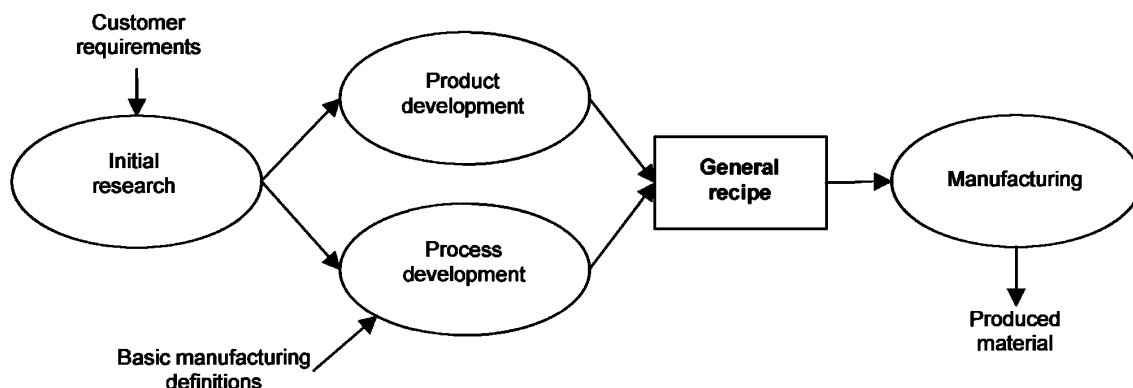 Customer
requirements
Initial
research
Product
development
Process
development
Basic manufacturing
definitions
General
recipe
Manufacturing
Produced
material